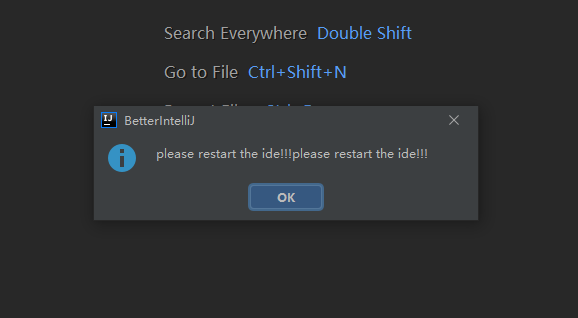 Search Everywhere Double Shift
Go to File Ctrl+Shift+N
BetterIntelliJ
please restart the ide!!!please restart the ide!!!
OK